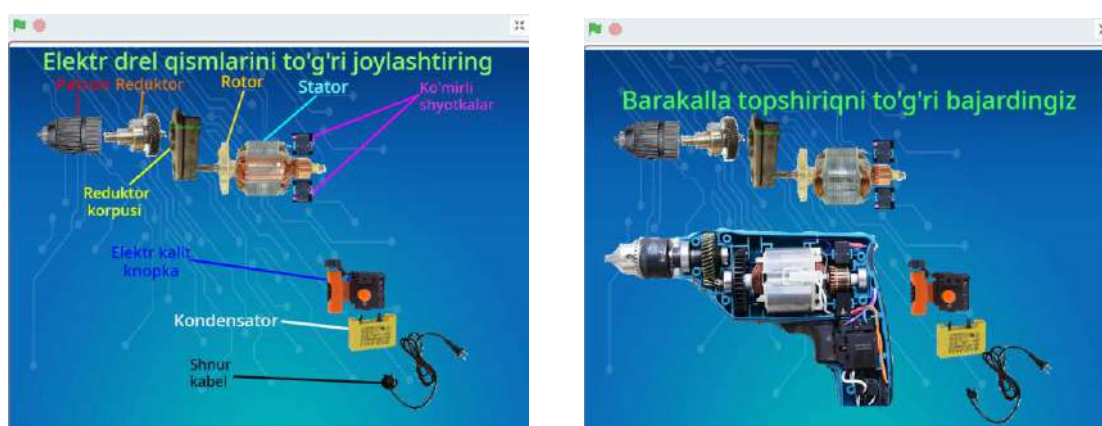 Elektr drel qismlarini to'g'ri joylashtiring
Patron Reduktor Rotor Stator Ko'mirli
shyotkalar
Reduktor
korpusi
Elektr kalit
knopka
Kondensator
Shnur
kabel
Barakalla topshiriqni to'g'ri bajardingiz